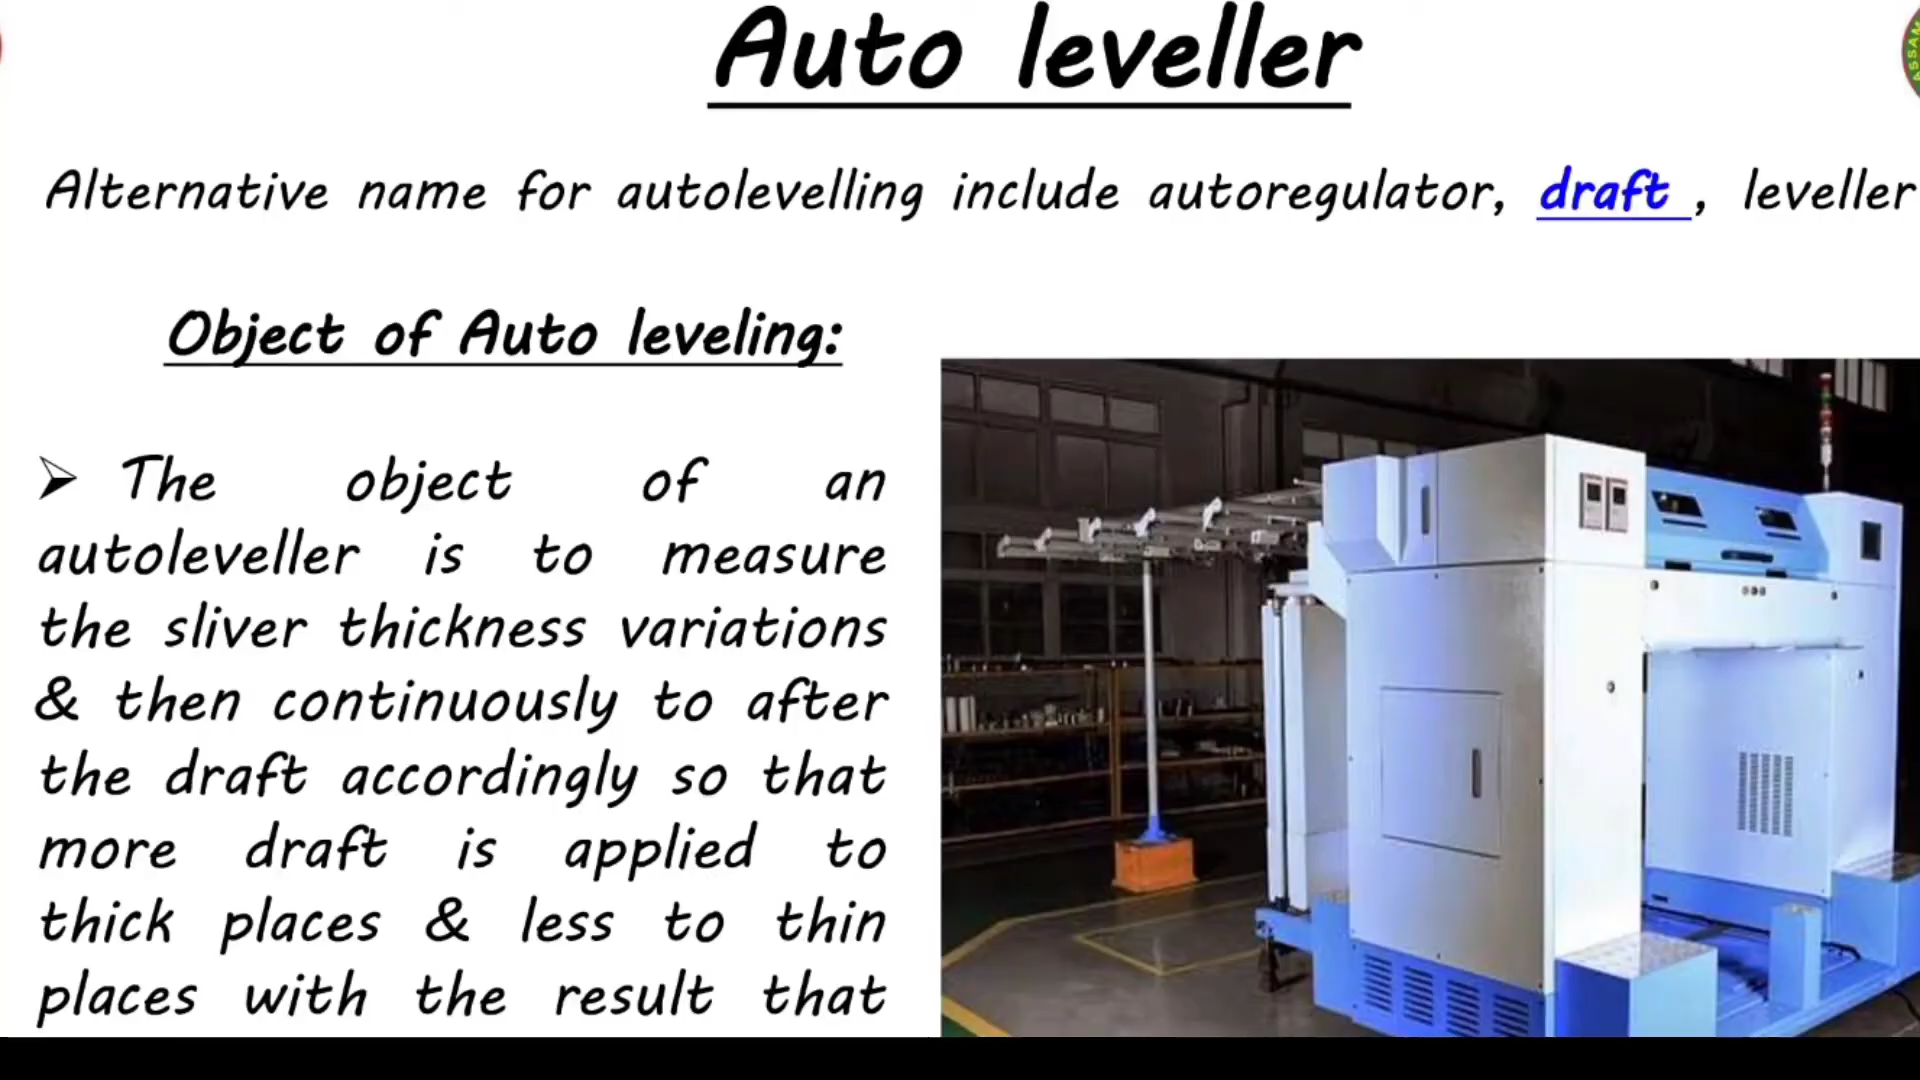 Auto leveller
Alternative name for autolevelling include autoregulator, draft , leveller
Object of Auto leveling:
➢ The object of an
autoleveller is to measure
the sliver thickness variations
& then continuously to after
the draft accordingly so that
more draft is applied to
thick places & less to thin
places with the result that